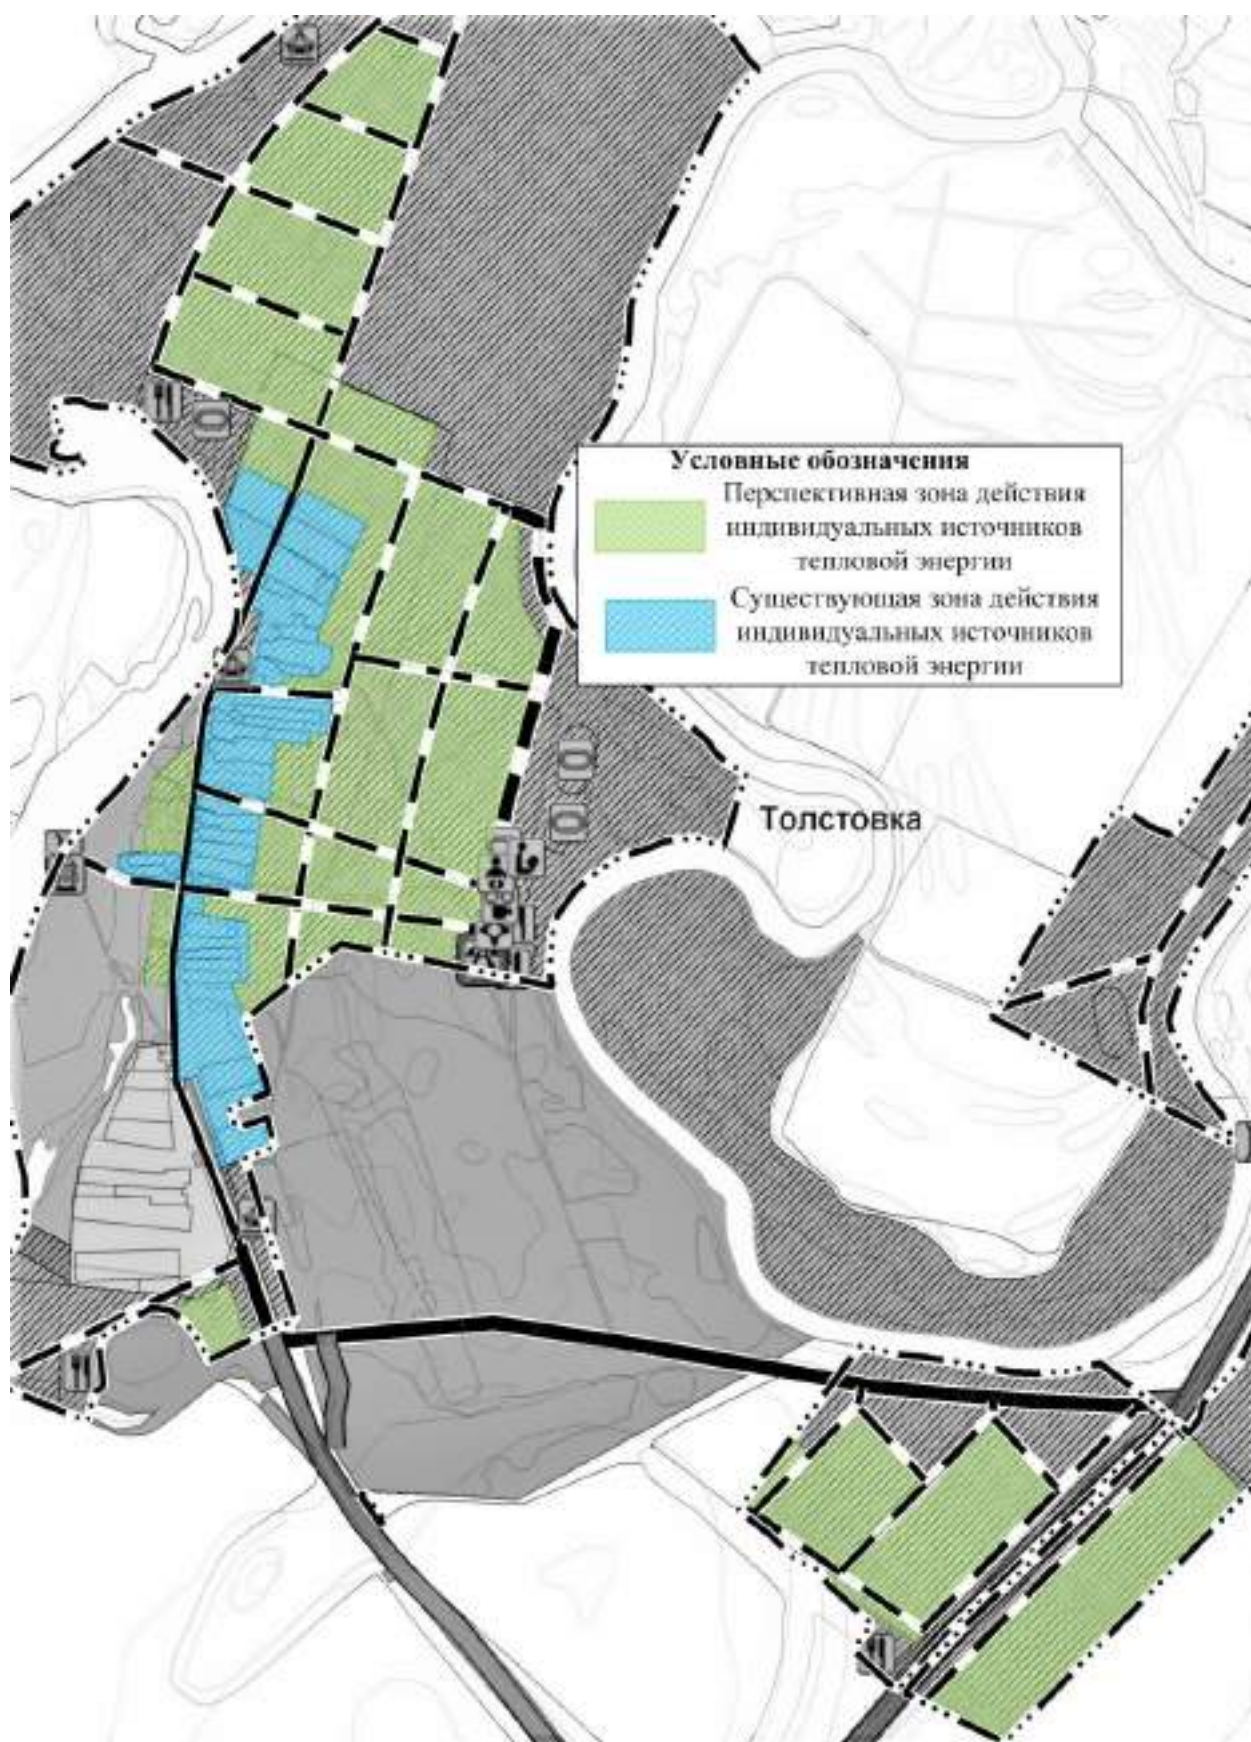 Условные обозначения
Перспективная зона действия
индивидуальных источников
тепловой энергии
Существующая зона действия
индивидуальных источников
тепловой энергии
Толстовка